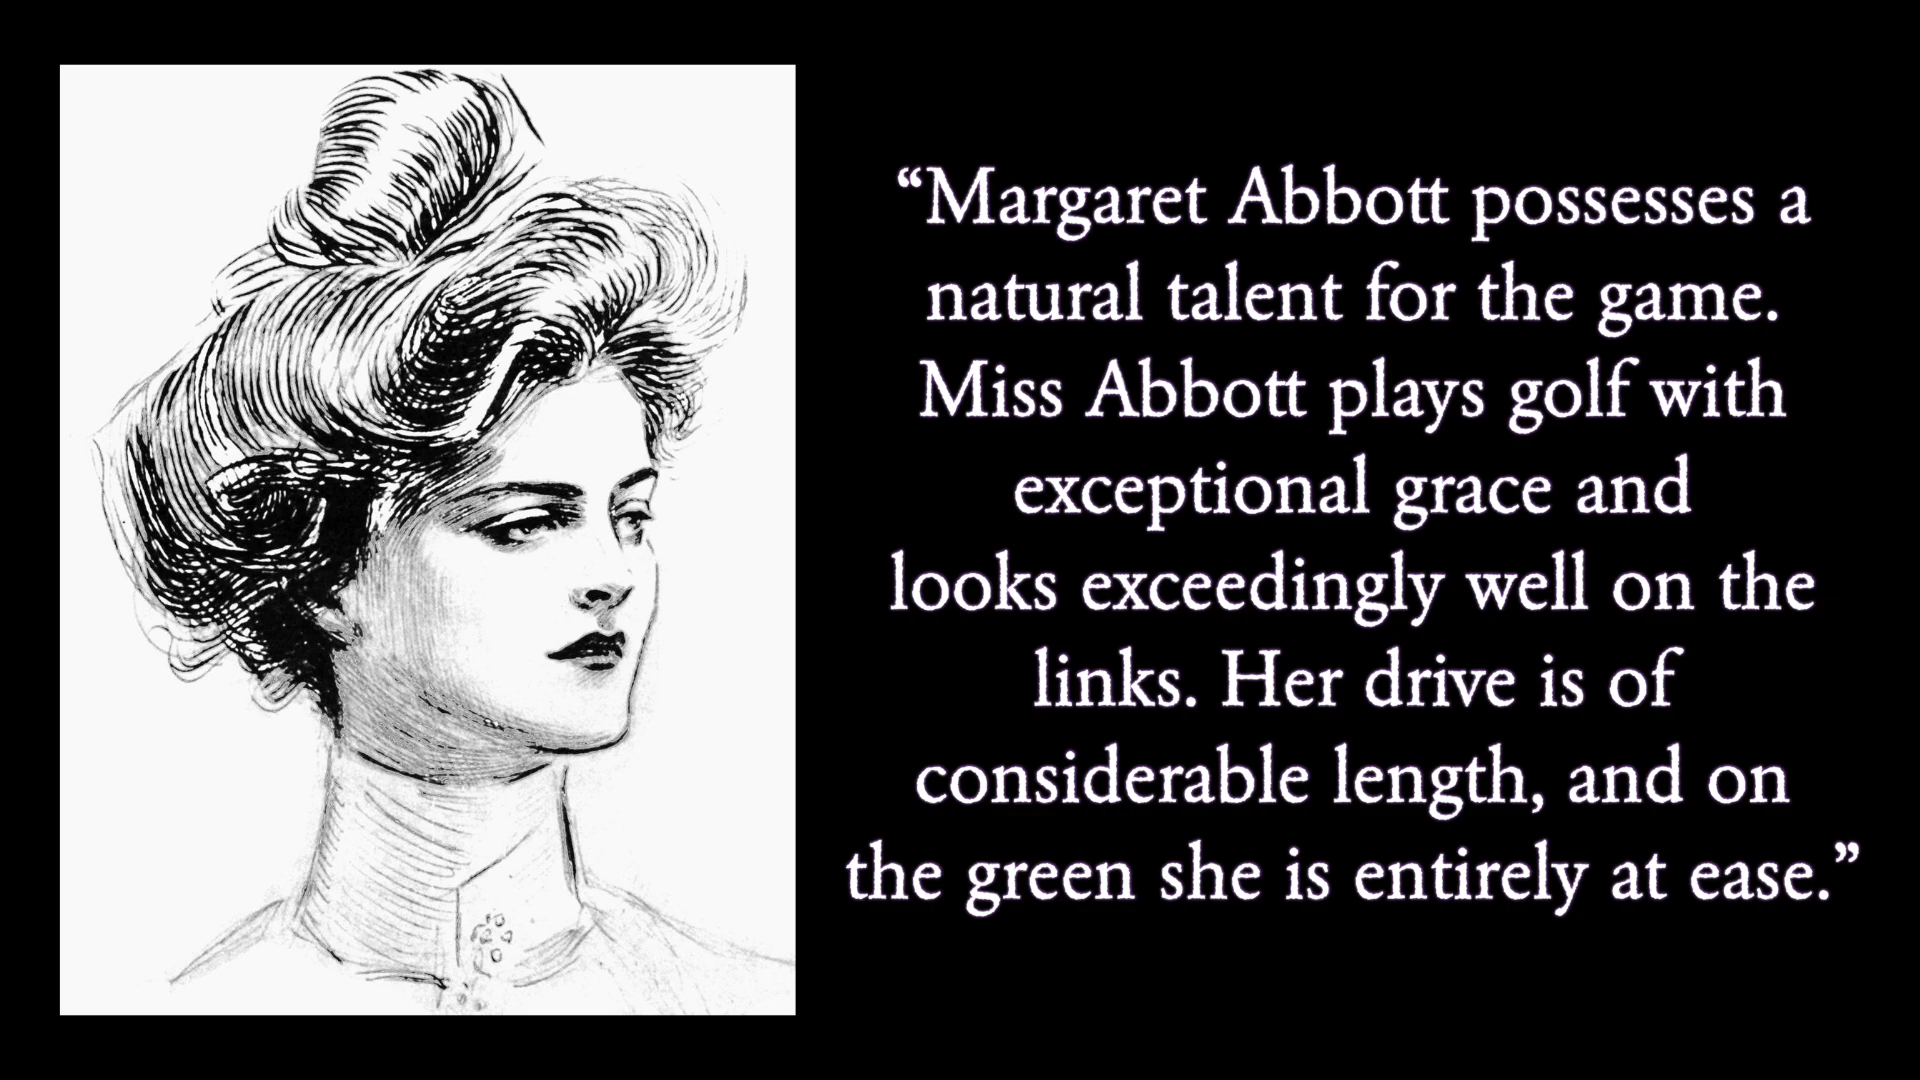 “Margaret Abbott possesses a
natural talent for the game.
Miss Abbott plays golf with
exceptional grace and
looks exceedingly well on the
links. Her drive is of
considerable length, and on
the green she is entirely at ease.”